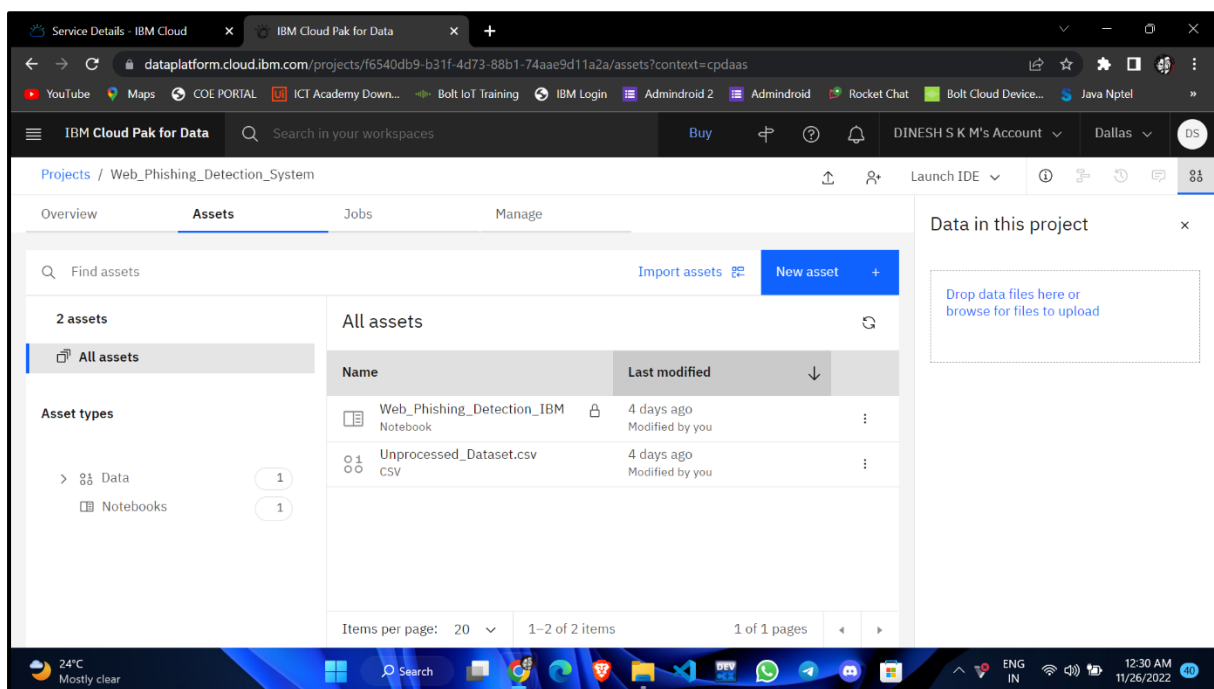 Service Details - IBM Cloud
IBM Cloud Pak for Data
dataplatform.cloud.ibm.com/projects/f6540db9-b31f-4d73-88b1-74aae9d11a2a/assets?context=cpdaas
YouTube Maps COE PORTAL ICT Academy Down... Bolt IoT Training IBM Login Admindroid 2 Admindroid Rocket Chat Bolt Cloud Device... Java Nptel »
IBM Cloud Pak for Data Search in your workspaces Buy DINESH S K M's Account Dallas DS
Projects / Web_Phishing_Detection_System Launch IDE
Overview Assets Jobs Manage
Data in this project
Find assets Import assets New asset +
Drop data files here or
browse for files to upload
2 assets
All assets
All assets
Name Last modified
Asset types
Web_Phishing_Detection_IBM 4 days ago
Notebook Modified by you
Unprocessed_Dataset.csv 4 days ago
CSV Modified by you
Data 1
Notebooks 1
Items per page: 20 1–2 of 2 items 1 of 1 pages
24°C
Mostly clear
Search
DEV
ENG
IN
12:30 AM
11/26/2022
40